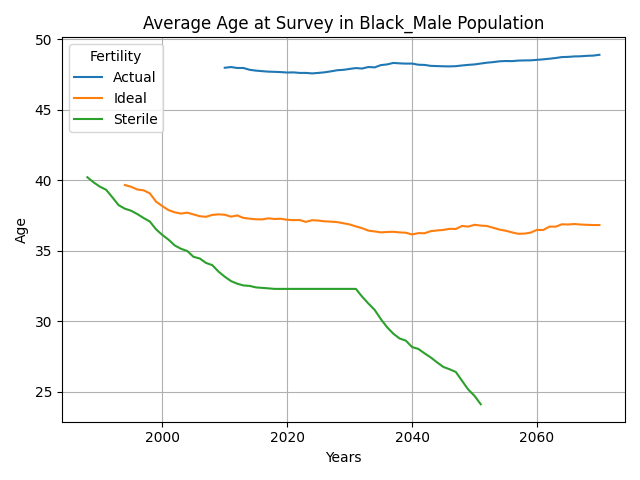 Average Age at Survey in Black_Male Population
50
45
40
35
30
25
Age
Fertility
Actual
Ideal
Sterile
2000 2020 2040 2060
Years